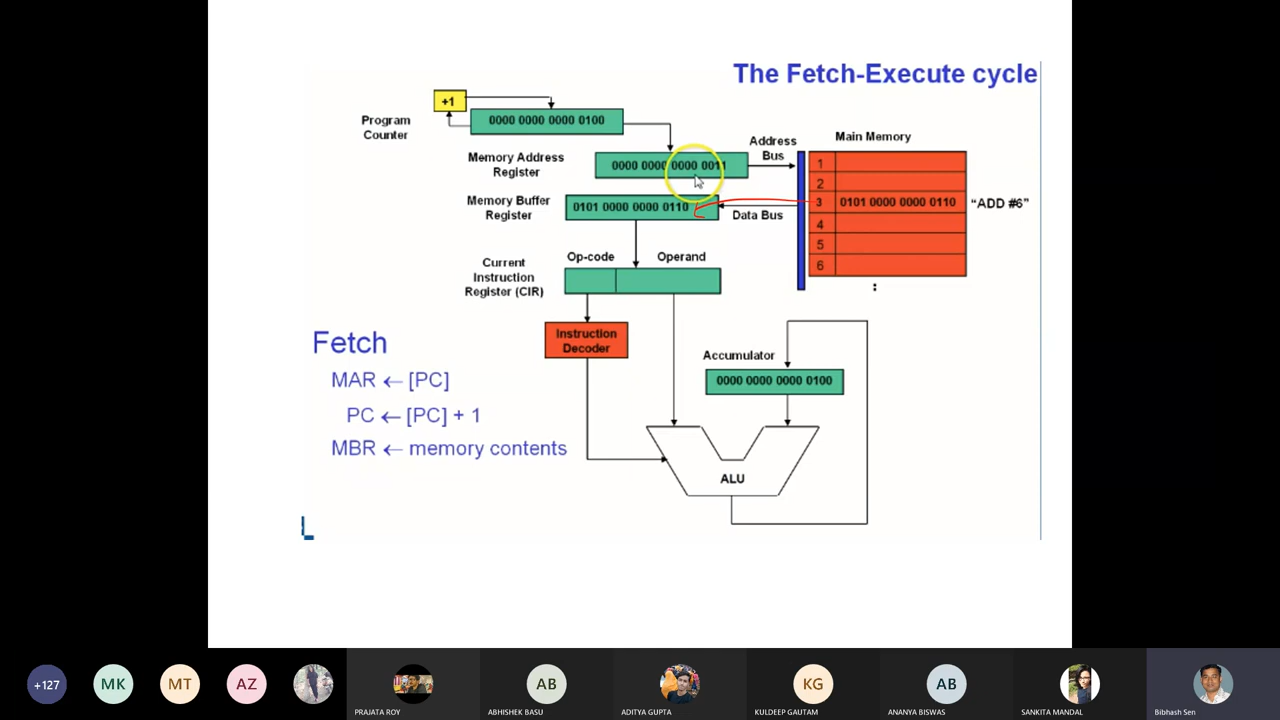 The Fetch-Execute cycle
+1
Program
Counter
0000 0000 0000 0100
Memory Address
Register
0000 0000 0000 0011
Address
Bus
Main Memory
1
2
3 0101 0000 0000 0110 "ADD #6"
4
5
6
:
Memory Buffer
Register
0101 0000 0000 0110
Data Bus
Current
Instruction
Register (CIR)
Op-code Operand
Instruction
Decoder
Fetch
MAR ← [PC]
PC ← [PC] + 1
MBR ← memory contents
Accumulator
0000 0000 0000 0100
ALU
+127
MK
MT
AZ
PRAJATA ROY
AB
ABHISHEK BASU
ADITYA GUPTA
KG
KULDEEP GAUTAM
AB
ANANYA BISWAS
SANKITA MANDAL
Bibhash Sen